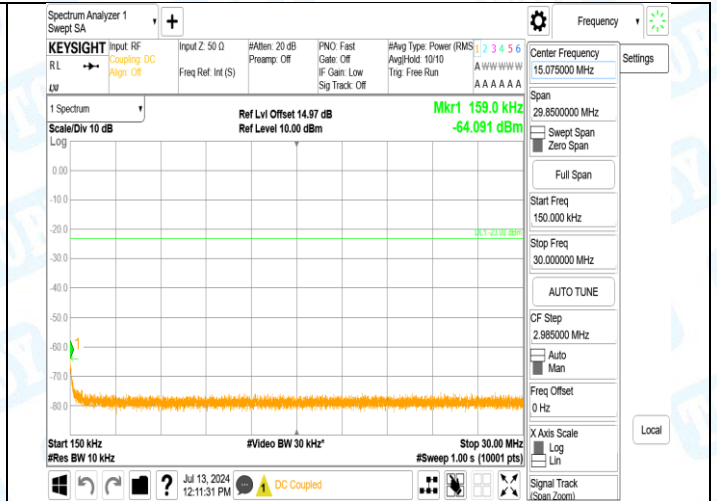 Spectrum Analyzer 1
Swept SA
+
Frequency
KEYSIGHT
RL
LXI
Input: RF
Coupling: DC
Align: Off
Input Z: 50 Ω
Freq Ref: Int (S)
#Atten: 20 dB
Preamp: Off
PNO: Fast
Gate: Off
IF Gain: Low
Sig Track: Off
#Avg Type: Power (RMS
Avg|Hold: 10/10
Trig: Free Run
1 2 3 4 5 6
A W W W W W
A A A A A A
1 Spectrum
Scale/Div 10 dB
Log
Ref Lvl Offset 14.97 dB
Ref Level 10.00 dBm
Mkr1 159.0 kHz
-64.091 dBm
0.00
-10.0
-20.0
-30.0
-40.0
-50.0
-60.0
-70.0
-80.0
DL1 -23.00 dBm
1
Start 150 kHz
#Res BW 10 kHz
#Video BW 30 kHz*
Stop 30.00 MHz
#Sweep 1.00 s (10001 pts)
Jul 13, 2024
12:11:31 PM
1
DC Coupled
Center Frequency
15.075000 MHz
Settings
Span
29.8500000 MHz
Swept Span
Zero Span
Full Span
Start Freq
150.000 kHz
Stop Freq
30.000000 MHz
AUTO TUNE
CF Step
2.985000 MHz
Auto
Man
Freq Offset
0 Hz
X Axis Scale
Log
Lin
Local
Signal Track
(Span Zoom)